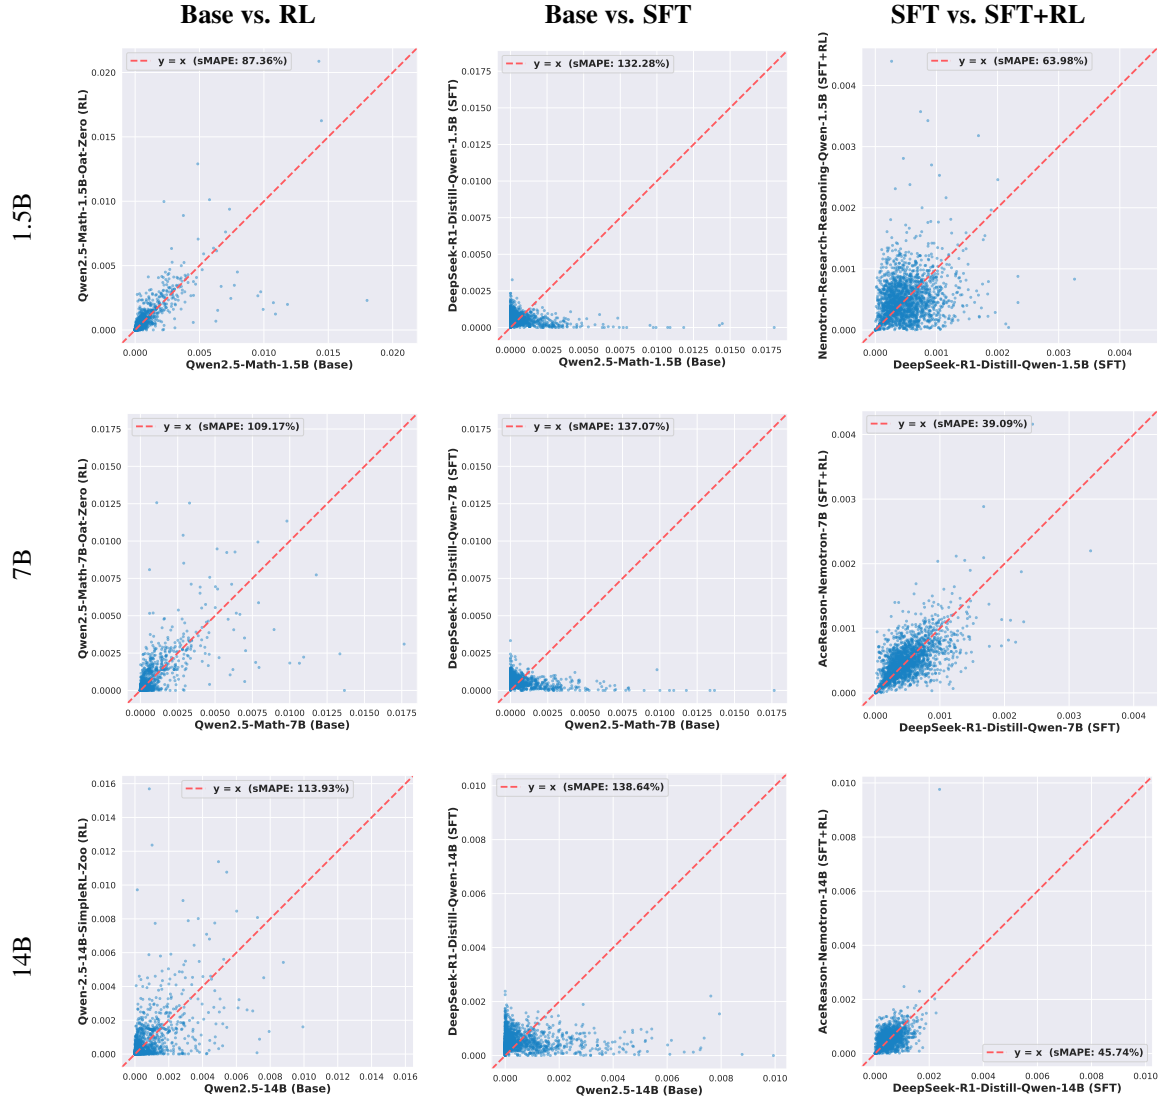 Base vs. RL
Base vs. SFT
SFT vs. SFT+RL
1.5B
Qwen2.5-Math-1.5B-Oat-Zero (RL)
y = x (sMAPE: 87.36%)
0.020
0.015
0.010
0.005
0.000
0.000 0.005 0.010 0.015 0.020
Qwen2.5-Math-1.5B (Base)
DeepSeek-R1-Distill-Qwen-1.5B (SFT)
y = x (sMAPE: 132.28%)
0.0175
0.0150
0.0125
0.0100
0.0075
0.0050
0.0025
0.0000
0.0000 0.0025 0.0050 0.0075 0.0100 0.0125 0.0150 0.0175
Qwen2.5-Math-1.5B (Base)
Nemotron-Research-Reasoning-Qwen-1.5B (SFT+RL)
y = x (sMAPE: 63.98%)
0.004
0.003
0.002
0.001
0.000
0.000 0.001 0.002 0.003 0.004
DeepSeek-R1-Distill-Qwen-1.5B (SFT)
7B
Qwen2.5-Math-7B-Oat-Zero (RL)
y = x (sMAPE: 109.17%)
0.0175
0.0150
0.0125
0.0100
0.0075
0.0050
0.0025
0.0000
0.0000 0.0025 0.0050 0.0075 0.0100 0.0125 0.0150 0.0175
Qwen2.5-Math-7B (Base)
DeepSeek-R1-Distill-Qwen-7B (SFT)
y = x (sMAPE: 137.07%)
0.0175
0.0150
0.0125
0.0100
0.0075
0.0050
0.0025
0.0000
0.0000 0.0025 0.0050 0.0075 0.0100 0.0125 0.0150 0.0175
Qwen2.5-Math-7B (Base)
AceReason-Nemotron-7B (SFT+RL)
y = x (sMAPE: 39.09%)
0.004
0.003
0.002
0.001
0.000
0.000 0.001 0.002 0.003 0.004
DeepSeek-R1-Distill-Qwen-7B (SFT)
14B
Qwen-2.5-14B-SimpleRL-Zoo (RL)
y = x (sMAPE: 113.93%)
0.016
0.014
0.012
0.010
0.008
0.006
0.004
0.002
0.000
0.000 0.002 0.004 0.006 0.008 0.010 0.012 0.014 0.016
Qwen2.5-14B (Base)
DeepSeek-R1-Distill-Qwen-14B (SFT)
y = x (sMAPE: 138.64%)
0.010
0.008
0.006
0.004
0.002
0.000
0.000 0.002 0.004 0.006 0.008 0.010
Qwen2.5-14B (Base)
AceReason-Nemotron-14B (SFT+RL)
0.010
0.008
0.006
0.004
0.002
0.000
y = x (sMAPE: 45.74%)
0.000 0.002 0.004 0.006 0.008 0.010
DeepSeek-R1-Distill-Qwen-14B (SFT)